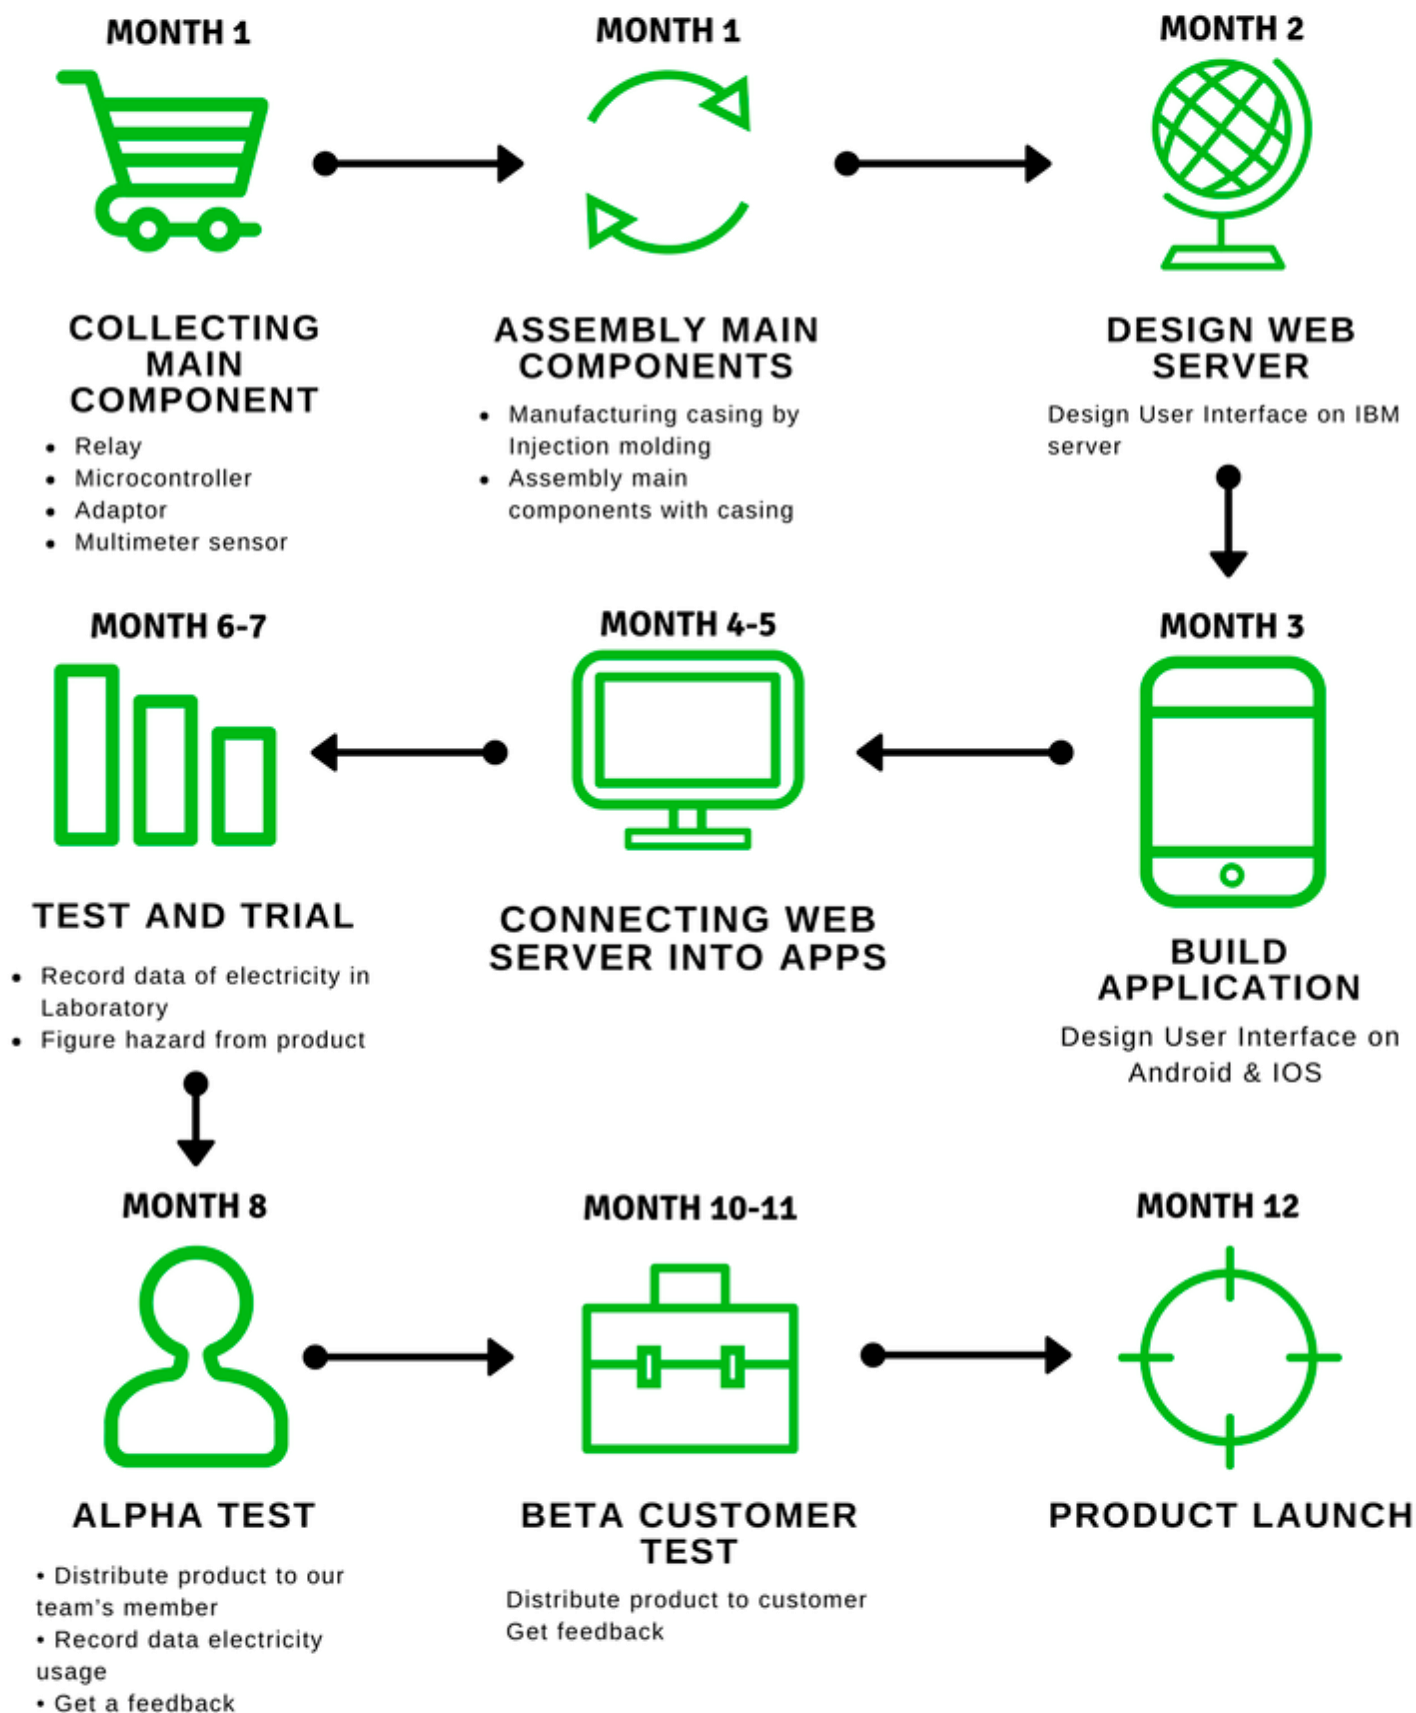 MONTH 1
COLLECTING
MAIN
COMPONENT
• Relay
• Microcontroller
• Adaptor
• Multimeter sensor
MONTH 1
ASSEMBLY MAIN
COMPONENTS
• Manufacturing casing by
Injection molding
• Assembly main
components with casing
MONTH 2
DESIGN WEB
SERVER
Design User Interface on IBM
server
MONTH 3
BUILD
APPLICATION
Design User Interface on
Android & IOS
MONTH 4-5
CONNECTING WEB
SERVER INTO APPS
MONTH 6-7
TEST AND TRIAL
• Record data of electricity in
Laboratory
• Figure hazard from product
MONTH 8
ALPHA TEST
• Distribute product to our
team's member
• Record data electricity
usage
• Get a feedback
MONTH 10-11
BETA CUSTOMER
TEST
Distribute product to customer
Get feedback
MONTH 12
PRODUCT LAUNCH